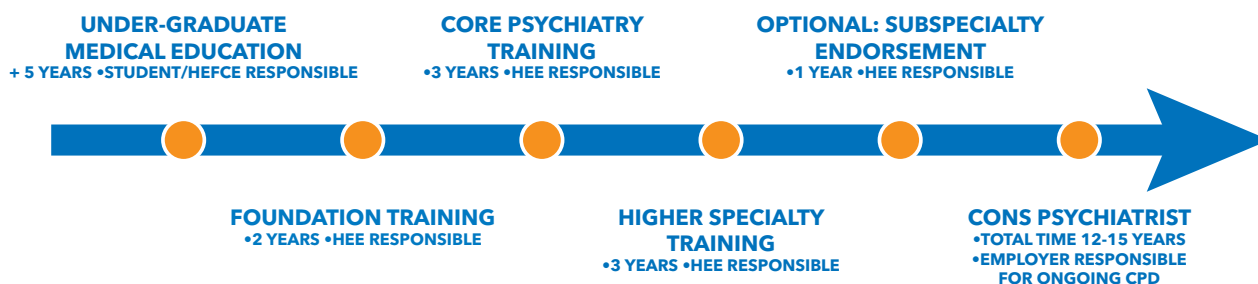 UNDER-GRADUATE
MEDICAL EDUCATION
+ 5 YEARS •STUDENT/HEFCE RESPONSIBLE
CORE PSYCHIATRY
TRAINING
•3 YEARS •HEE RESPONSIBLE
OPTIONAL: SUBSPECIALTY
ENDORSEMENT
•1 YEAR •HEE RESPONSIBLE
FOUNDATION TRAINING
•2 YEARS •HEE RESPONSIBLE
HIGHER SPECIALTY
TRAINING
•3 YEARS •HEE RESPONSIBLE
CONS PSYCHIATRIST
•TOTAL TIME 12-15 YEARS
•EMPLOYER RESPONSIBLE
FOR ONGOING CPD